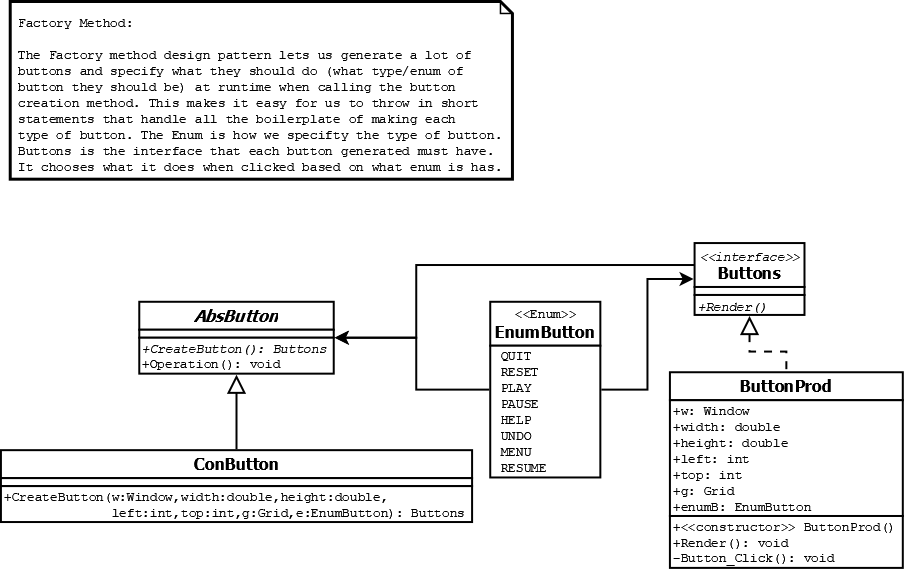 Factory Method:
The Factory method design pattern lets us generate a lot of
buttons and specify what they should do (what type/enum of
button they should be) at runtime when calling the button
creation method. This makes it easy for us to throw in short
statements that handle all the boilerplate of making each
type of button. The Enum is how we specifty the type of button.
Buttons is the interface that each button generated must have.
It chooses what it does when clicked based on what enum is has.
<<interface>>
Buttons
+Render()
AbsButton
+CreateButton(): Buttons
+Operation(): void
<<Enum>>
EnumButton
QUIT
RESET
PLAY
PAUSE
HELP
UNDO
MENU
RESUME
ButtonProd
+w: Window
+width: double
+height: double
+left: int
+top: int
+g: Grid
+enumB: EnumButton
+<<constructor>> ButtonProd()
+Render(): void
-Button_Click(): void
ConButton
+CreateButton(w:Window,width:double,height:double,
left:int,top:int,g:Grid,e:EnumButton): Buttons